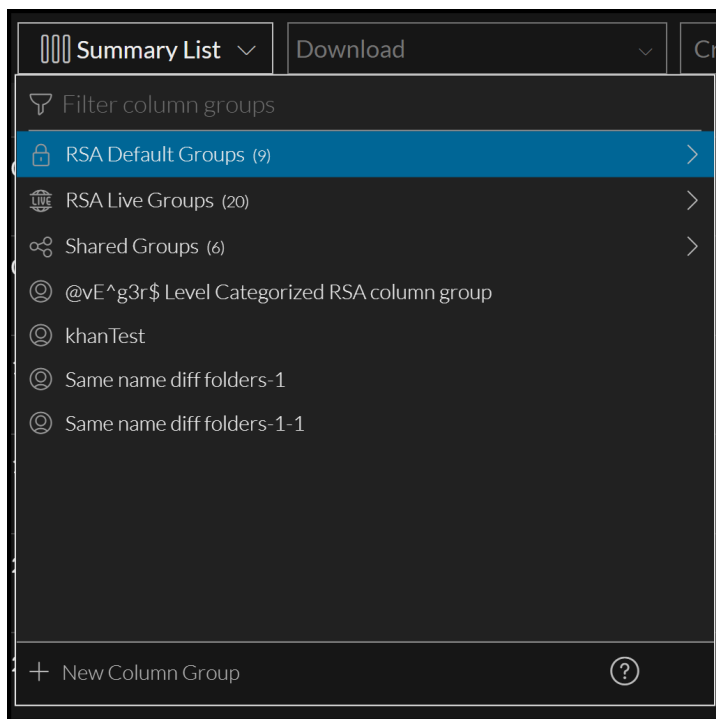 Summary List
Download
Cr
Filter column groups
RSA Default Groups (9)
LIVE RSA Live Groups (20)
Shared Groups (6)
@vE^g3r$ Level Categorized RSA column group
khanTest
Same name diff folders-1
Same name diff folders-1-1
+ New Column Group ?